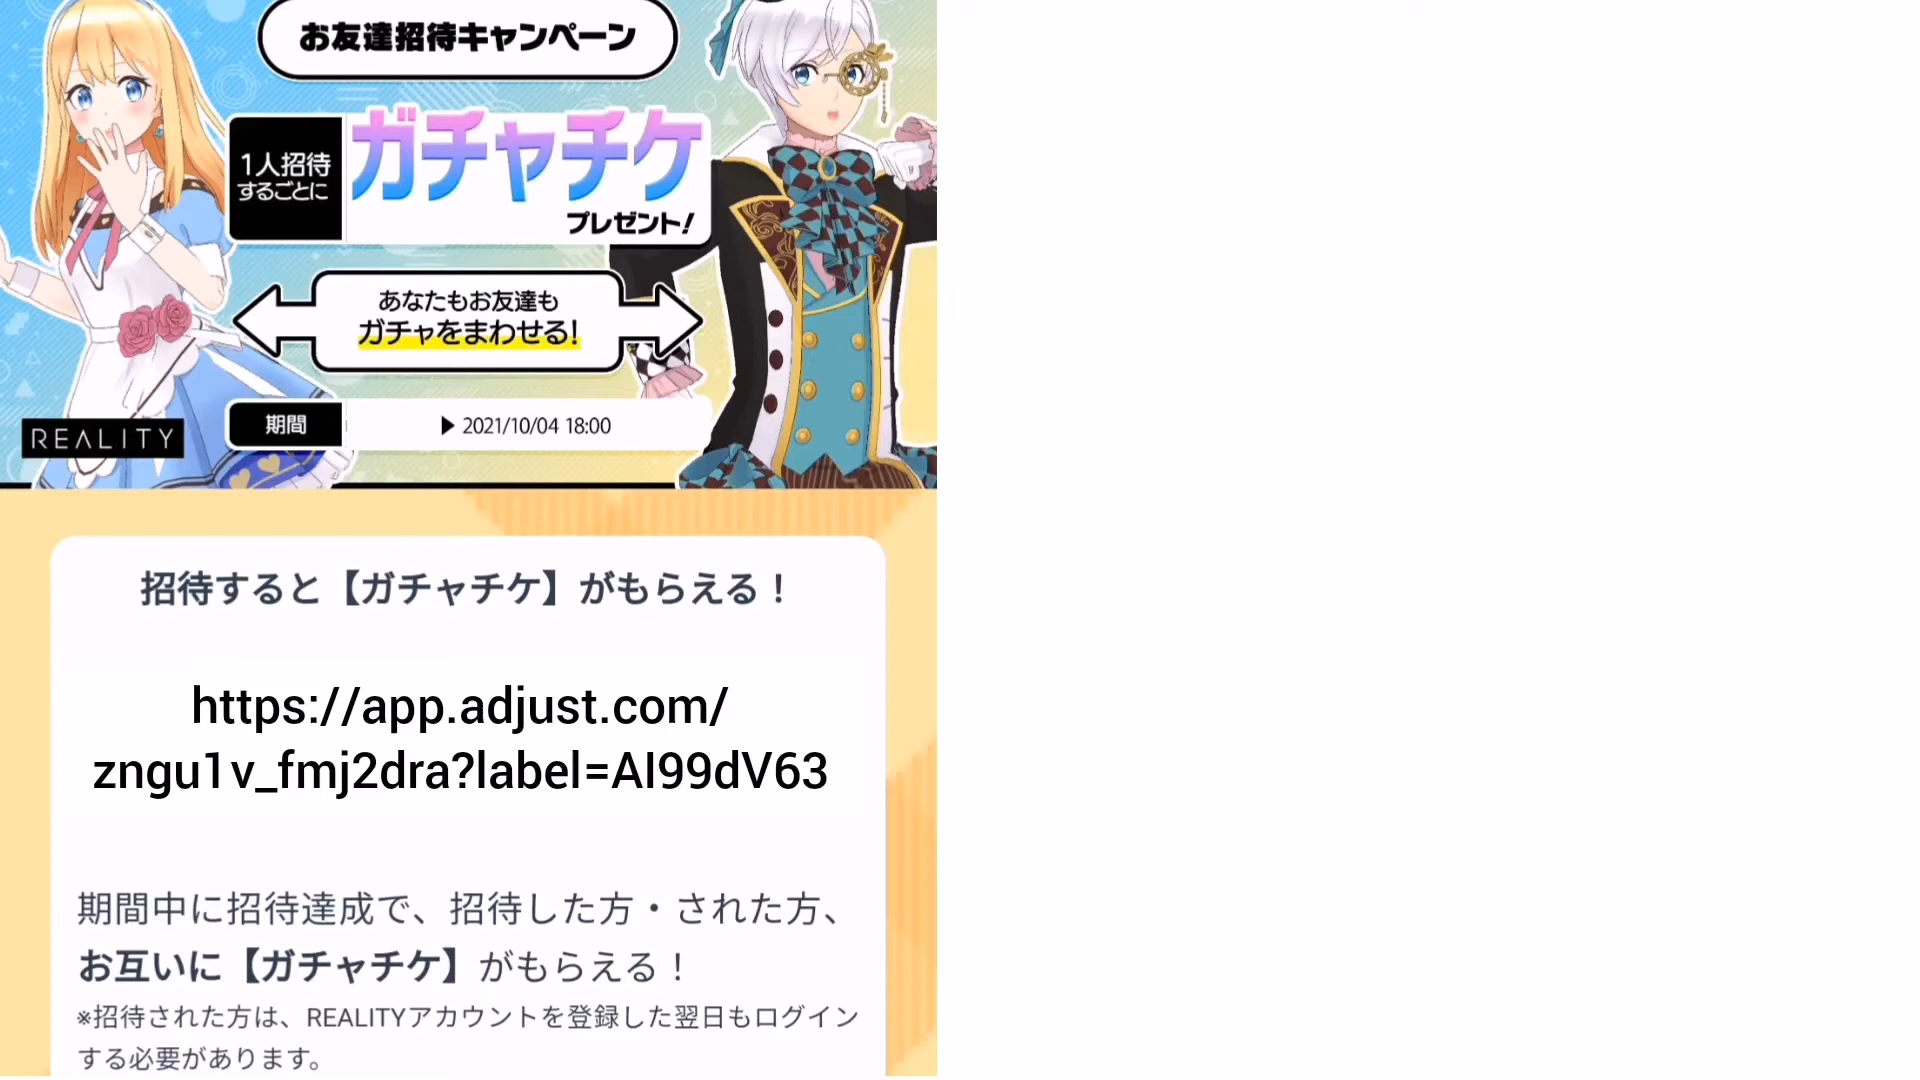 お友達招待キャンペーン
1人招待
するごとに
ガチャチケ
プレゼント!
あなたもお友達も
ガチャをまわせる!
期間
▶ 2021/10/04 18:00
REALITY
招待すると【ガチャチケ】がもらえる！
https://app.adjust.com/
zngu1v_fmj2dra?label=AI99dV63
期間中に招待達成で、招待した方・された方、
お互いに【ガチャチケ】がもらえる！
※招待された方は、REALITYアカウントを登録した翌日もログイン
する必要があります。